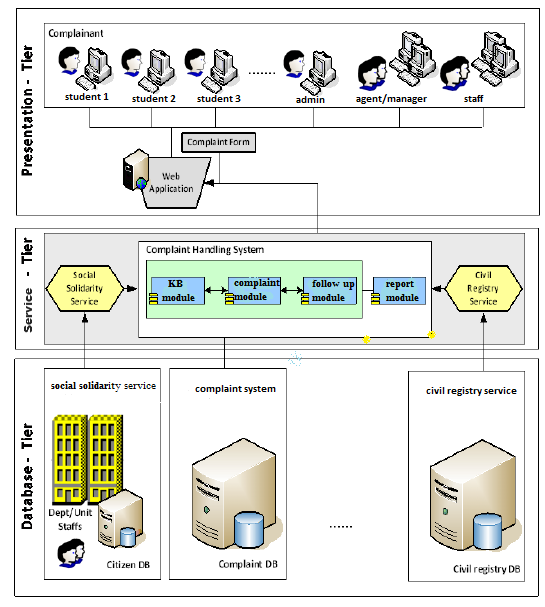 Presentation - Tier
Complainant
student 1
student 2
student 3
.......
admin
agent/manager
staff
Complaint Form
Web
Application
Service - Tier
Social
Solidarity
Service
Complaint Handling System
KB
module
complaint
module
follow up
module
report
module
Civil
Registry
Service
Database - Tier
social solidarity service
Dept/Unit
Staffs
Citizen DB
complaint system
Complaint DB
......
civil registry service
Civil registry DB